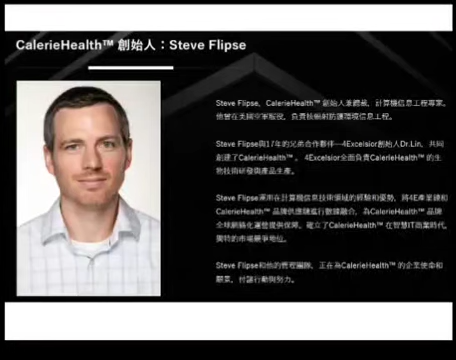 CalerieHealth™ 創始人：Steve Flipse
Steve Flipse，CalerieHealth™ 創始人兼總裁，計算機信息工程專家。
他曾在美國空軍服役，負責核輻射防護環境信息工程。
Steve Flipse與17年的兄弟合作夥伴—4Excelsior創始人Dr.Lin，共同
創建了CalerieHealth™ 。 4Excelsior全面負責CalerieHealth™ 的生
物技術研發與產品生產。
Steve Flipse運用在計算機信息技術領域的經驗和優勢，將4E產業鏈和
CalerieHealth™ 品牌供應鏈進行數據融合，為CalerieHealth™ 品牌
全球網絡化運營提供保障，確立了CalerieHealth™ 在智慧IT商業時代，
獨特的市場競爭地位。
Steve Flipse和他的管理團隊，正在為CalerieHealth™ 的企業使命和
願景，付諸行動與努力。